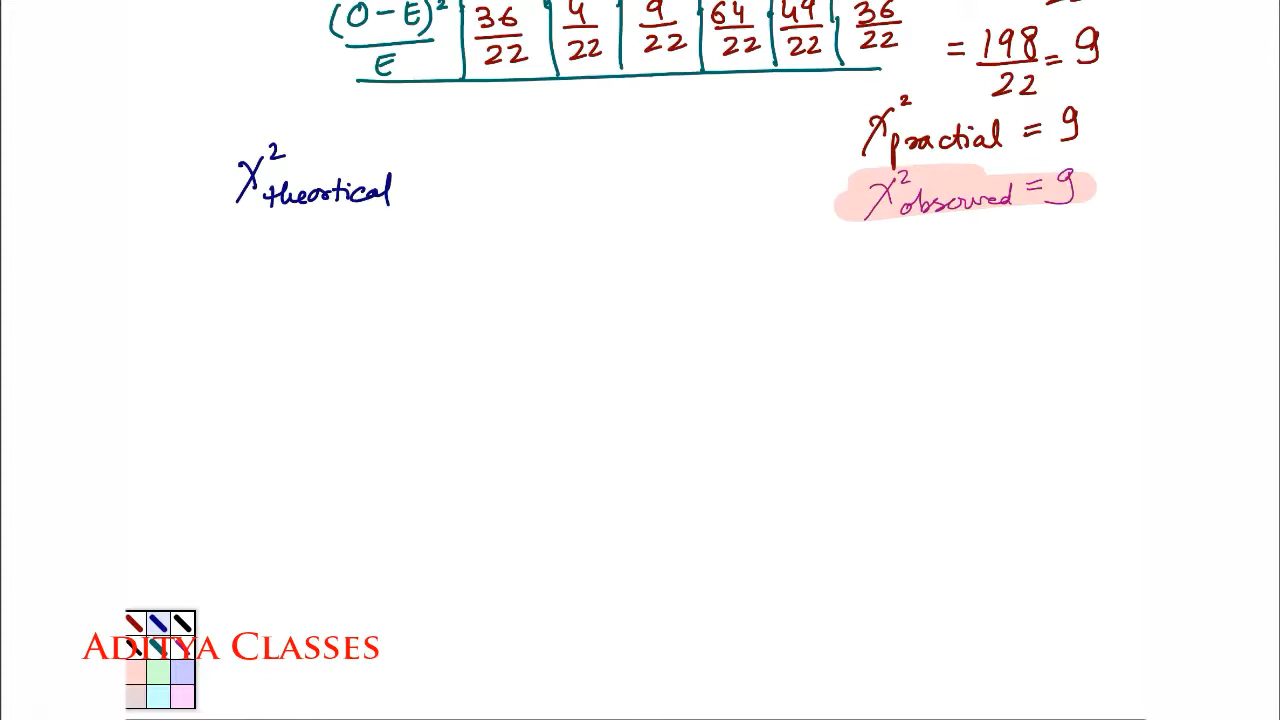 (O-E)²/E 36/22 4/22 9/22 64/22 49/22 36/22
= 198/22 = 9
χ² practial = 9
χ² theortical
χ² observed = 9
ADITYA CLASSES